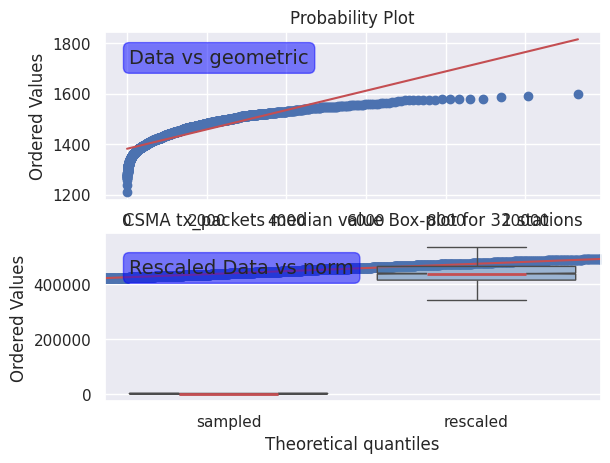 Probability Plot
Data vs geometric
Ordered Values
1800
1600
1400
1200
0 2000 4000 6000 8000 10000
CSMA tx_packets median value Box-plot for 32 stations
Rescaled Data vs norm
Ordered Values
400000
200000
0
sampled rescaled
Theoretical quantiles